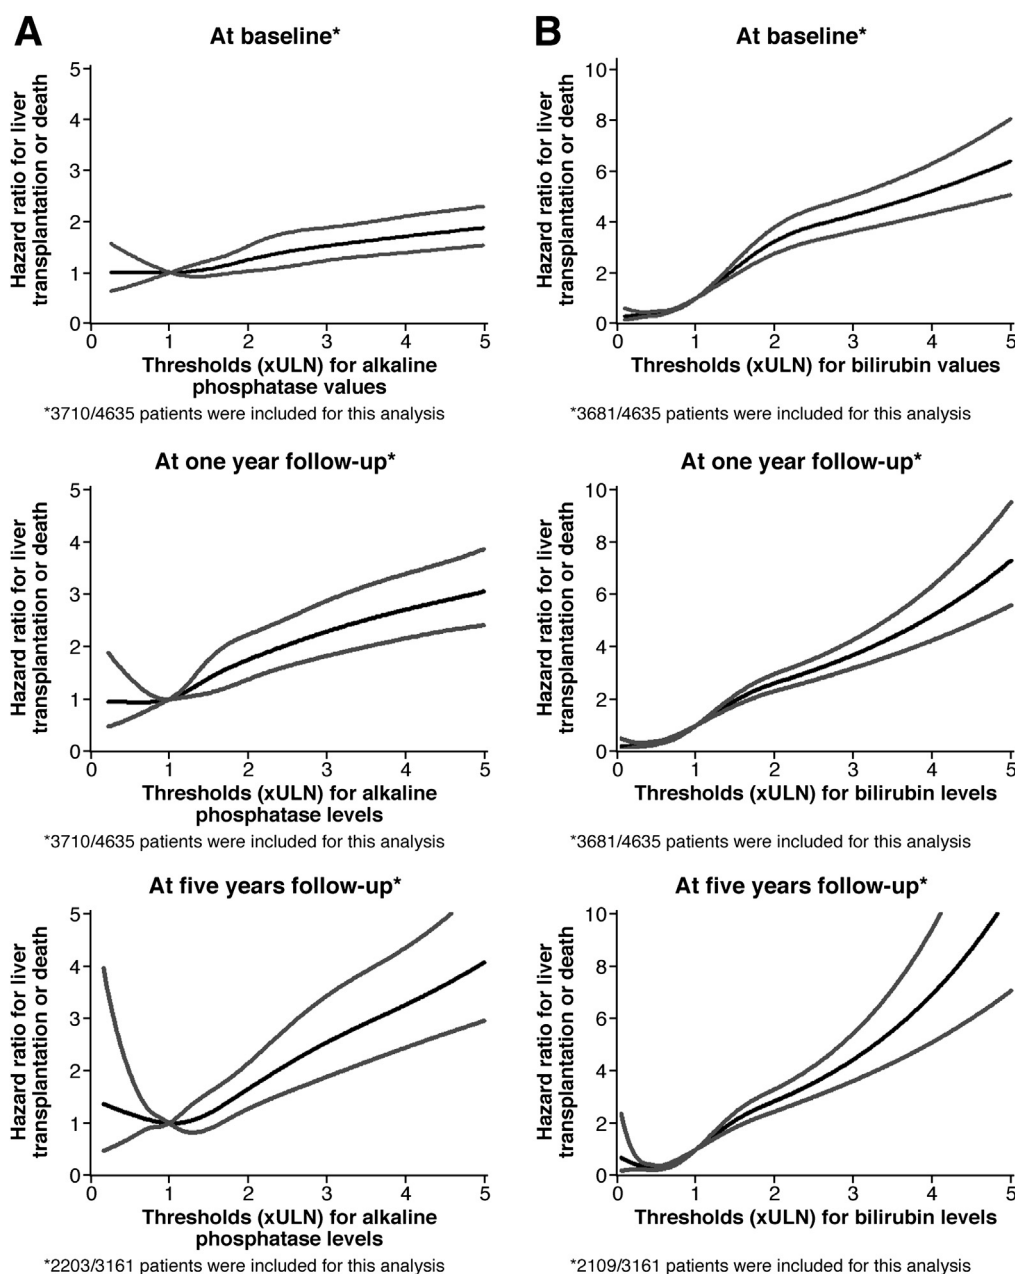 A
At baseline*
Hazard ratio for liver
transplantation or death
5
4
3
2
1
0
0 1 2 3 4 5
Thresholds (xULN) for alkaline
phosphatase values
*3710/4635 patients were included for this analysis
B
At baseline*
Hazard ratio for liver
transplantation or death
10
8
6
4
2
0
0 1 2 3 4 5
Thresholds (xULN) for bilirubin values
*3681/4635 patients were included for this analysis
At one year follow-up*
Hazard ratio for liver
transplantation or death
5
4
3
2
1
0
0 1 2 3 4 5
Thresholds (xULN) for alkaline
phosphatase levels
*3710/4635 patients were included for this analysis
At one year follow-up*
Hazard ratio for liver
transplantation or death
10
8
6
4
2
0
0 1 2 3 4 5
Thresholds (xULN) for bilirubin levels
*3681/4635 patients were included for this analysis
At five years follow-up*
Hazard ratio for liver
transplantation or death
5
4
3
2
1
0
0 1 2 3 4 5
Thresholds (xULN) for alkaline
phosphatase levels
*2203/3161 patients were included for this analysis
At five years follow-up*
Hazard ratio for liver
transplantation or death
10
8
6
4
2
0
0 1 2 3 4 5
Thresholds (xULN) for bilirubin levels
*2109/3161 patients were included for this analysis